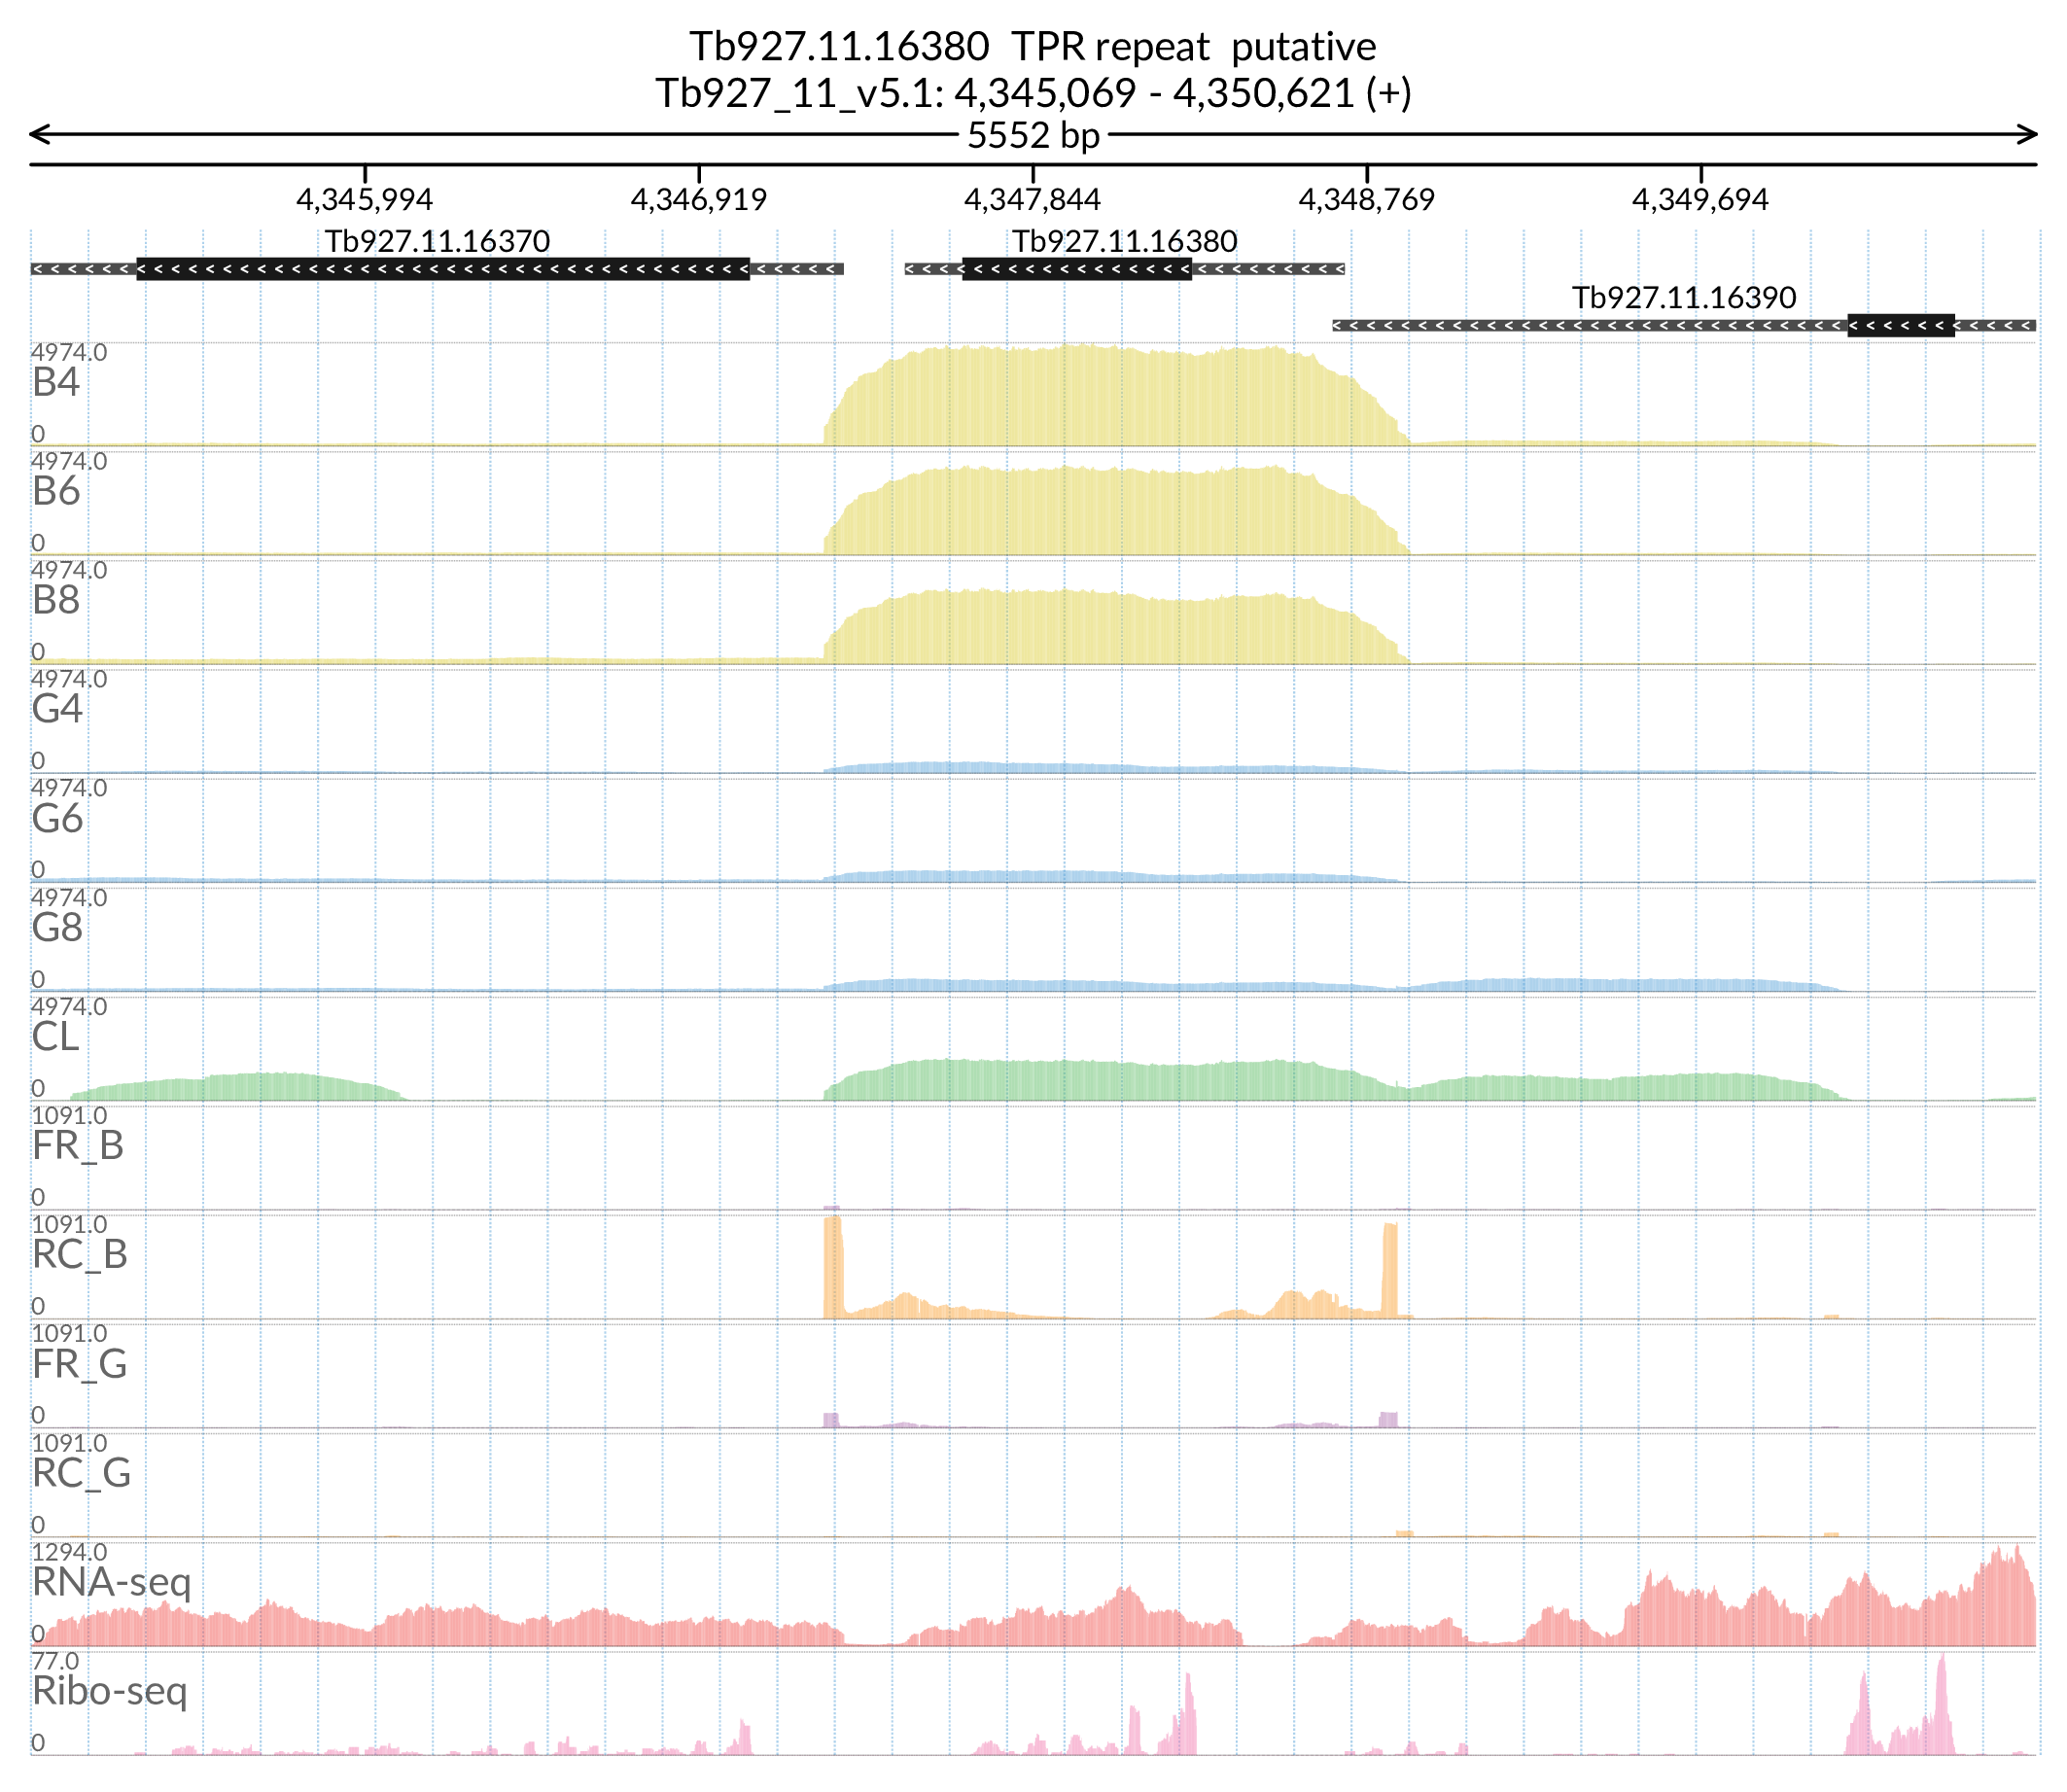 Tb927.11.16380  TPR repeat  putative
Tb927_11_v5.1: 4,345,069 - 4,350,621 (+)
5552 bp
4,345,994 4,346,919 4,347,844 4,348,769 4,349,694
Tb927.11.16370 Tb927.11.16380
Tb927.11.16390
4974.0
B4
0
4974.0
B6
0
4974.0
B8
0
4974.0
G4
0
4974.0
G6
0
4974.0
G8
0
4974.0
CL
0
1091.0
FR_B
0
1091.0
RC_B
0
1091.0
FR_G
0
1091.0
RC_G
0
1294.0
RNA-seq
0
77.0
Ribo-seq
0